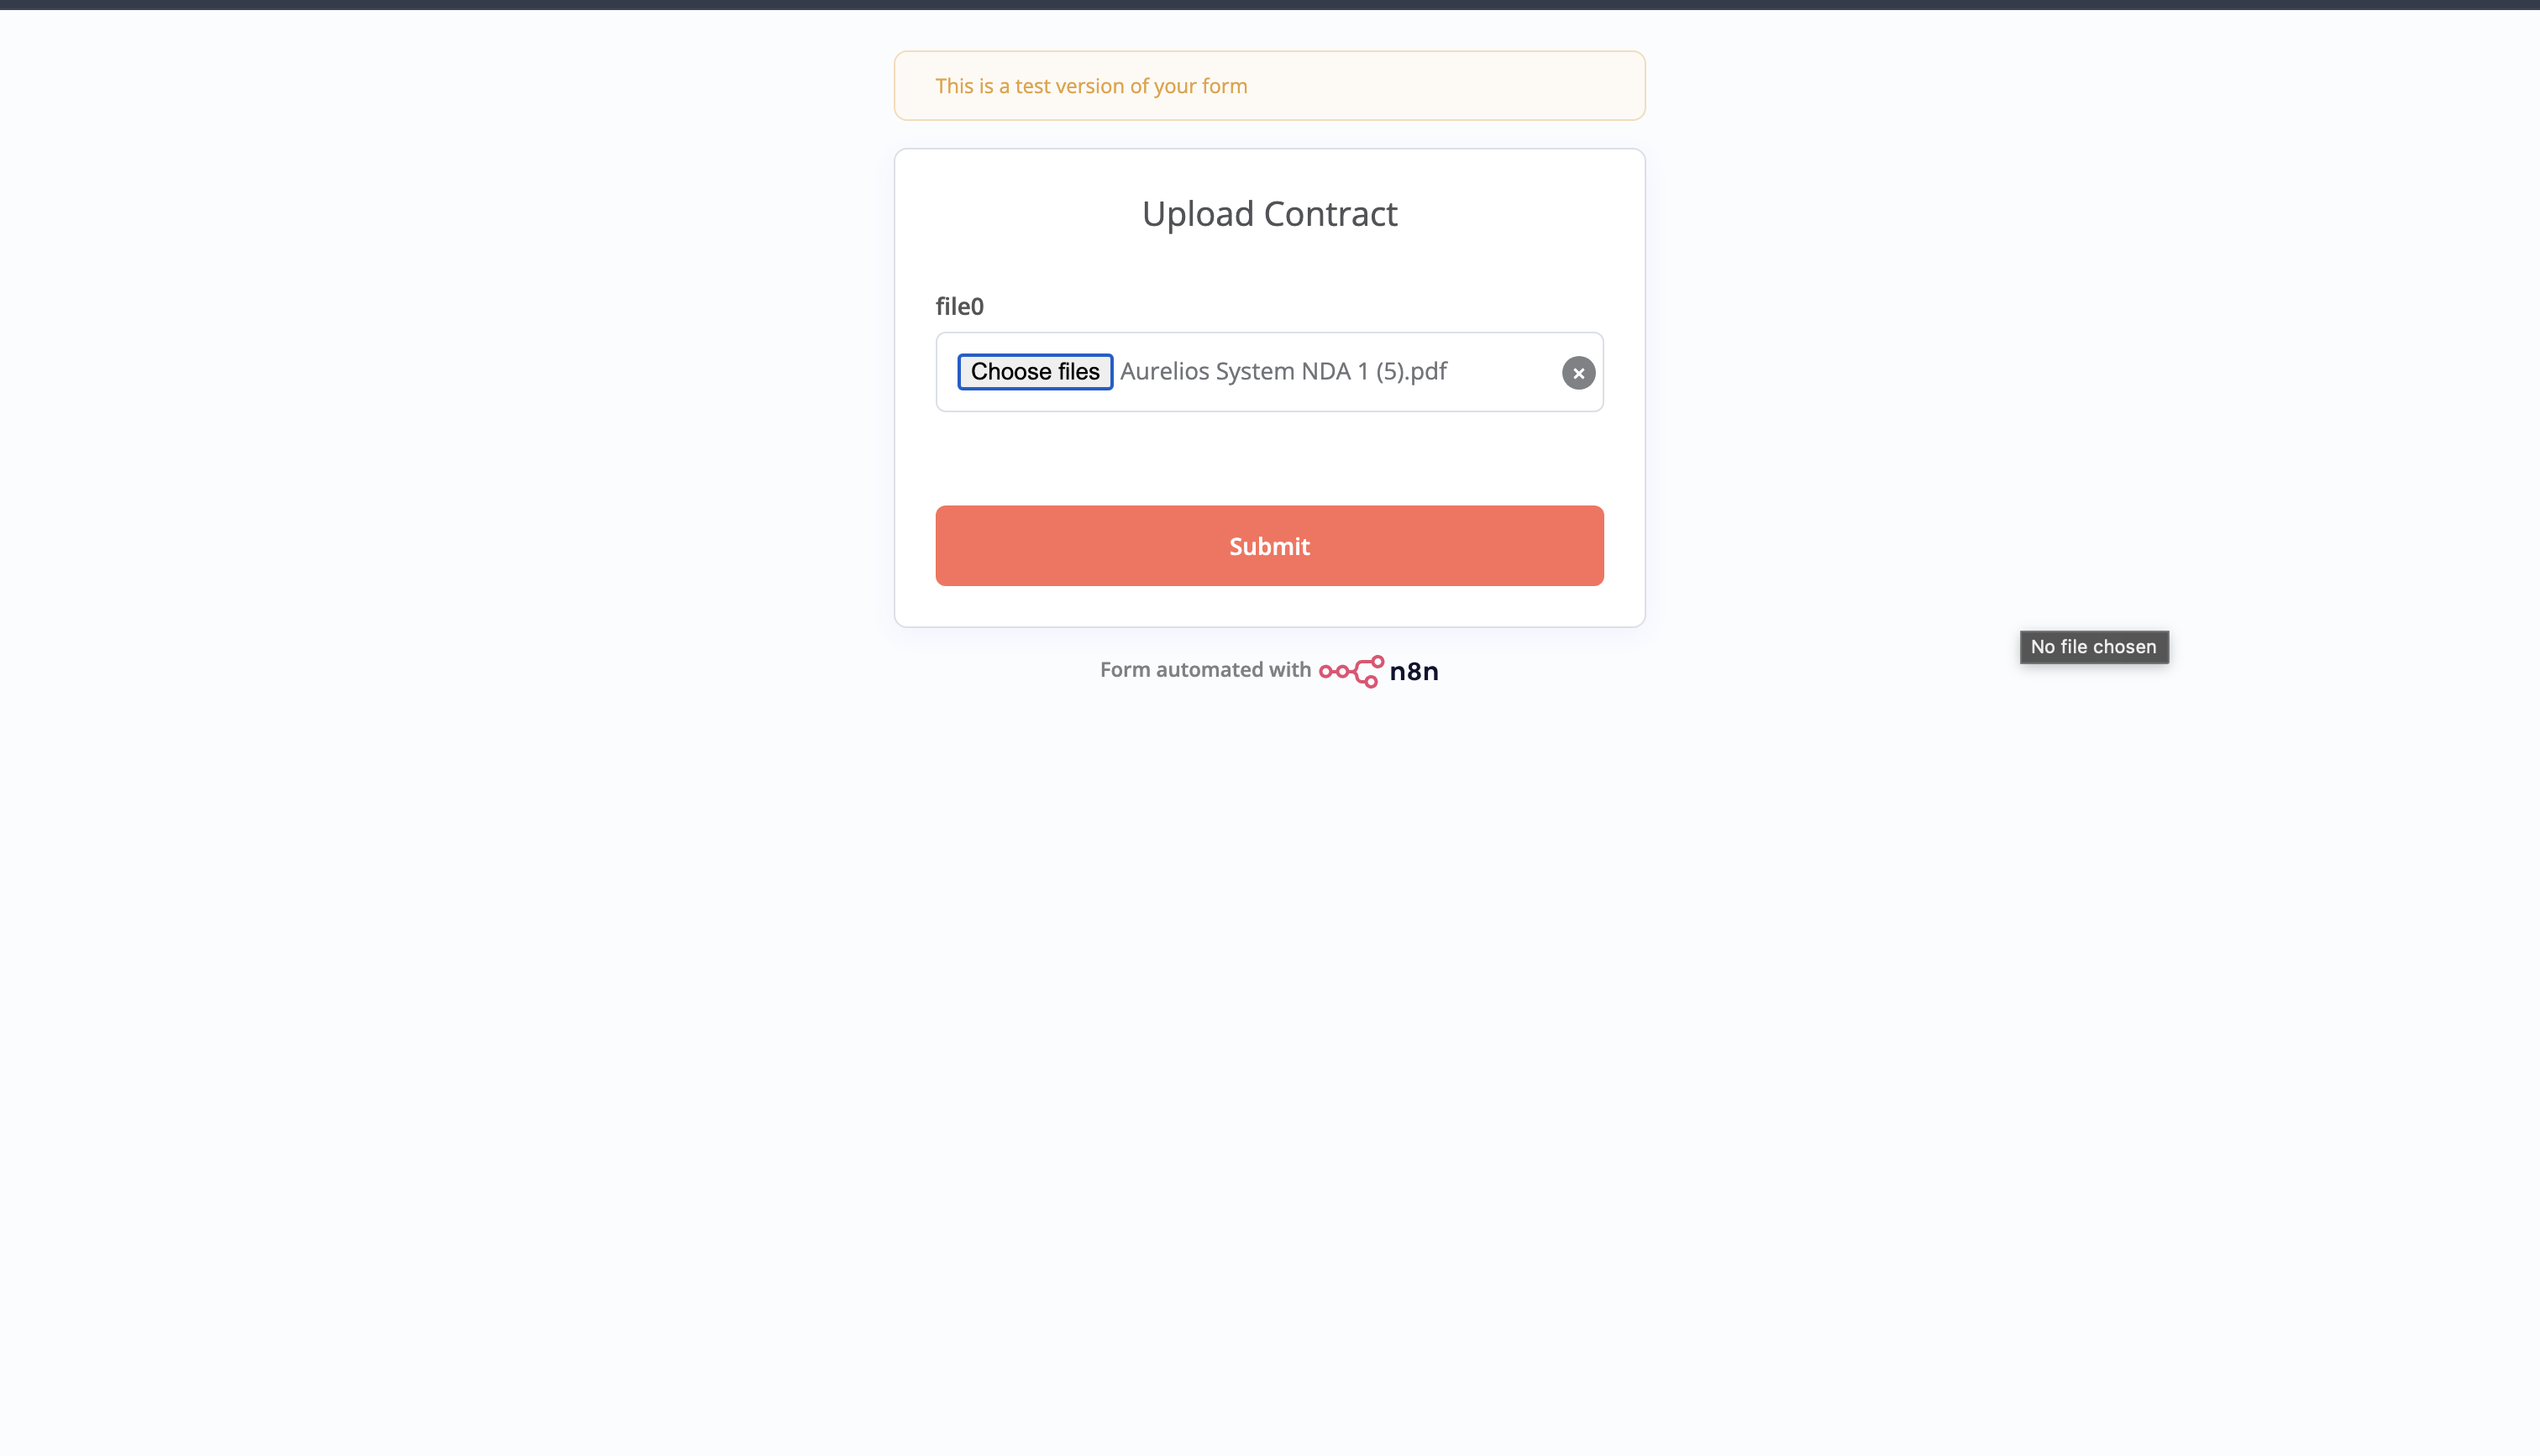 This is a test version of your form
Upload Contract
file0
Choose files Aurelios System NDA 1 (5).pdf
Submit
No file chosen
Form automated with n8n